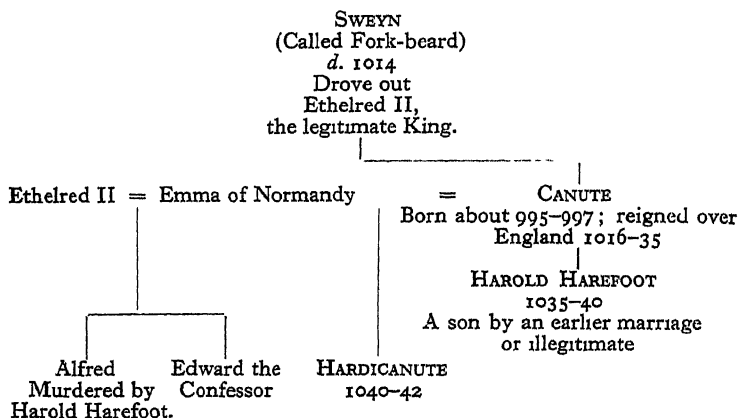 SWEYN
(Called Fork-beard)
d. 1014
Drove out
Ethelred II,
the legitimate King.
Ethelred II = Emma of Normandy = CANUTE
Born about 995–997; reigned over
England 1016–35
HAROLD HAREFOOT
1035–40
A son by an earlier marriage
or illegitimate
Alfred
Murdered by
Harold Harefoot.
Edward the
Confessor
HARDICANUTE
1040–42